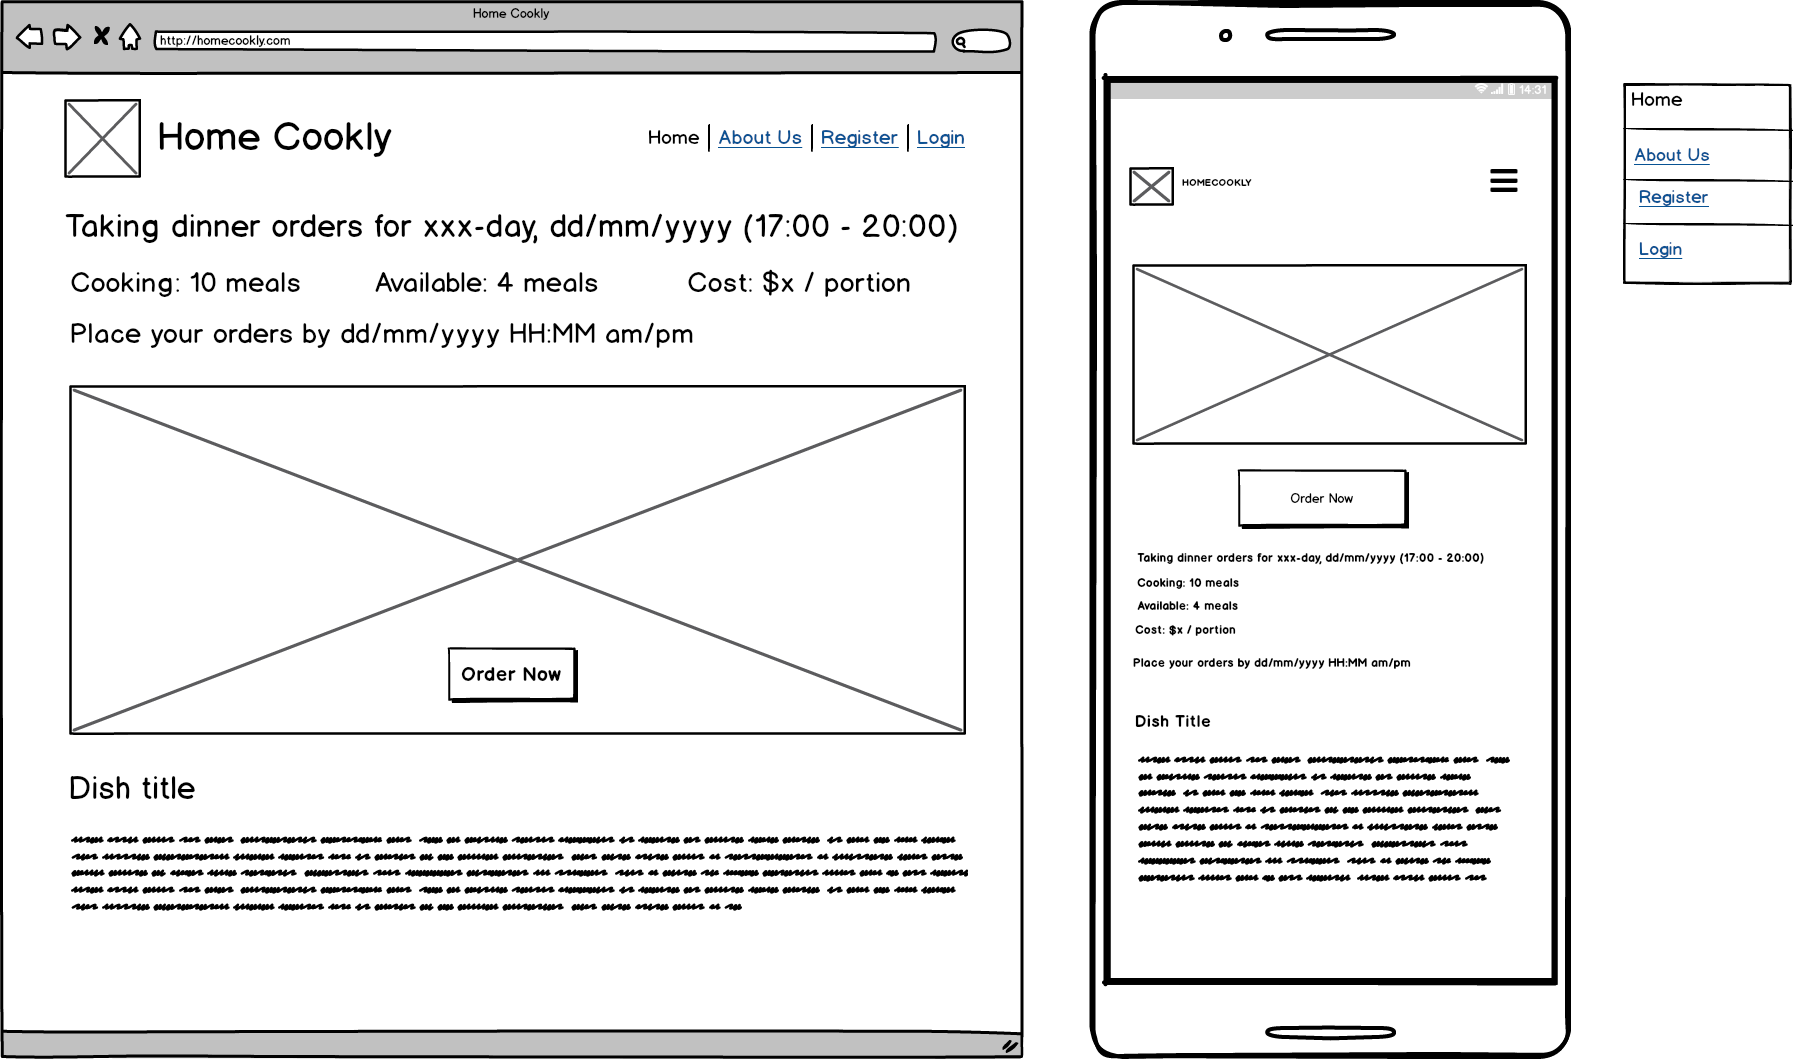 Home Cookly
http://homecookly.com
Home Cookly
Home About Us Register Login
Taking dinner orders for xxx-day, dd/mm/yyyy (17:00 - 20:00)
Cooking: 10 meals Available: 4 meals Cost: $x / portion
Place your orders by dd/mm/yyyy HH:MM am/pm
Order Now
Dish title
14:31
HOMECOOKLY
Order Now
Taking dinner orders for xxx-day, dd/mm/yyyy (17:00 - 20:00)
Cooking: 10 meals
Available: 4 meals
Cost: $x / portion
Place your orders by dd/mm/yyyy HH:MM am/pm
Dish Title
Home
About Us
Register
Login